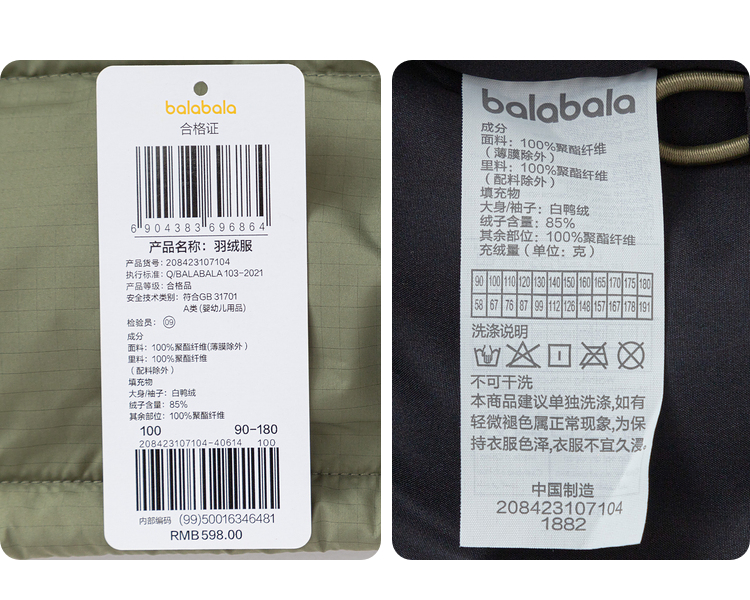 balabala
合格证
6 904383 696864
产品名称：羽绒服
产品货号：208423107104
执行标准：Q/BALABALA 103-2021
产品等级：合格品
安全技术类别：符合GB 31701
A类 (婴幼儿用品)
检验员：09
成分
面料：100%聚酯纤维(薄膜除外)
里料：100%聚酯纤维
(配料除外)
填充物
大身/袖子：白鸭绒
绒子含量：85%
其余部位：100%聚酯纤维
100 90-180
208423107104-40614 100
内部编码 (99)50016346481
RMB598.00
balabala
成分
面料：100%聚酯纤维
(薄膜除外)
里料：100%聚酯纤维
(配料除外)
填充物
大身/袖子：白鸭绒
绒子含量：85%
其余部位：100%聚酯纤维
充绒量 (单位：克)
90 100 110 120 130 140 150 160 165 170 175 180
58 67 76 87 99 112 126 148 157 167 178 191
洗涤说明
不可干洗
本商品建议单独洗涤,如有
轻微褪色属正常现象,为保
持衣服色泽,衣服不宜久浸
中国制造
208423107104
1882